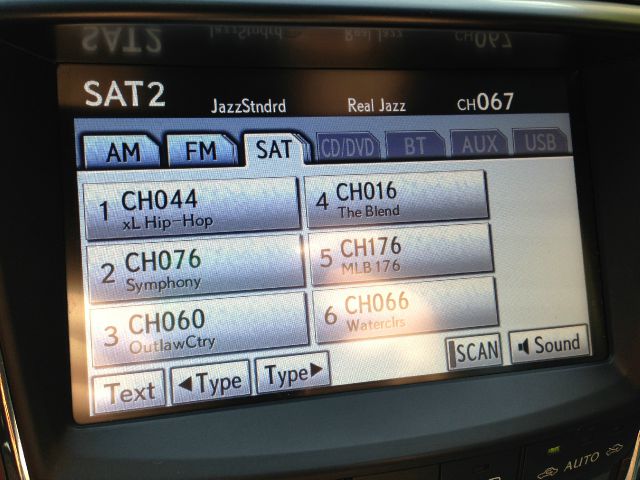 SAT2 JazzStndrd Real Jazz CH067
AM FM SAT CD/DVD BT AUX USB
1 CH044
xL Hip-Hop
4 CH016
The Blend
2 CH076
Symphony
5 CH176
MLB176
3 CH060
OutlawCtry
6 CH066
Waterclrs
Text ◀Type Type▶ SCAN Sound
AUTO